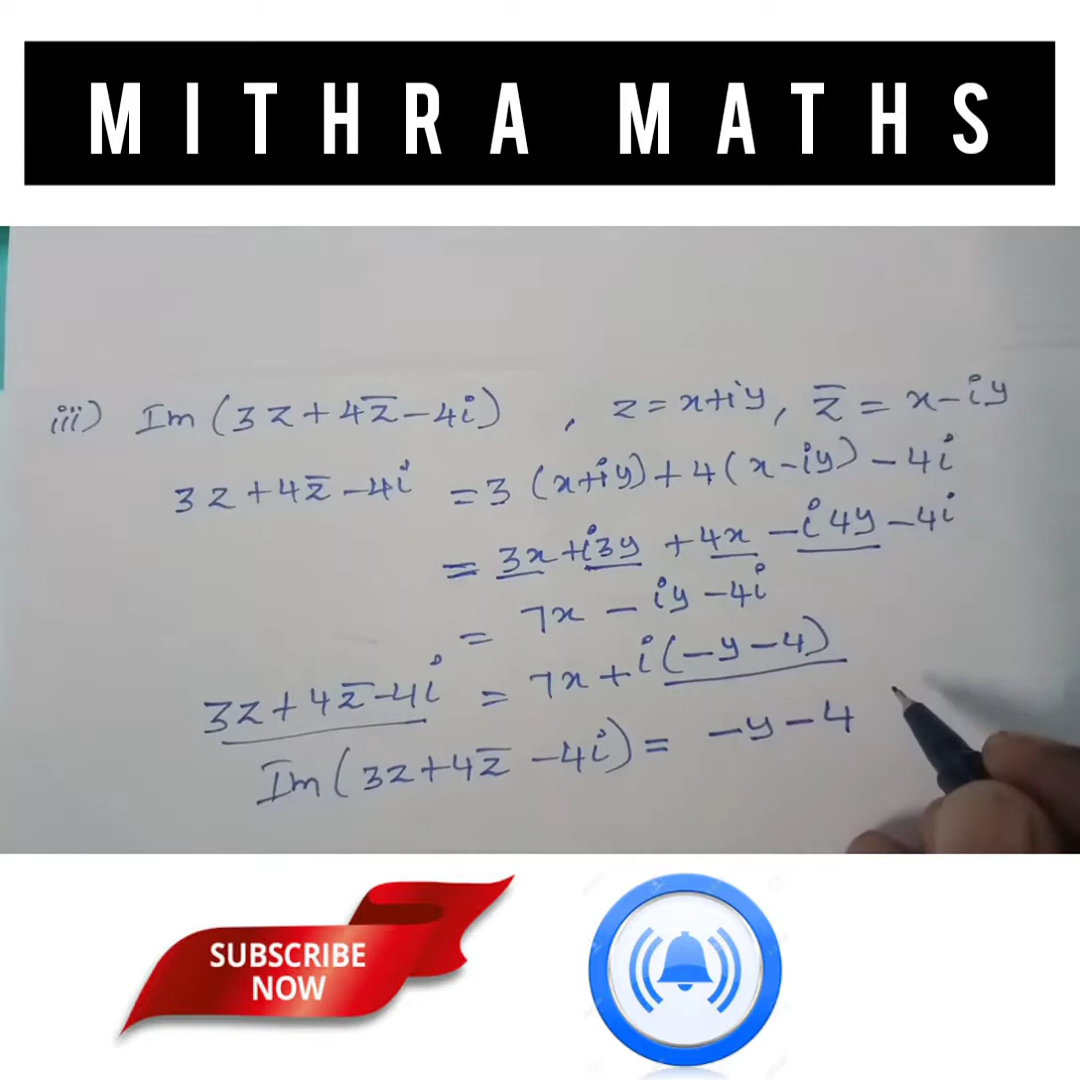 MITHRA MATHS
iii) Im (3z+4z̅-4i) , z=x+iy, z̅ = x-iy
3z+4z̅-4i = 3(x+iy)+4(x-iy)-4i
= 3x+i3y+4x-i4y-4i
= 7x-iy-4i
3z+4z̅-4i = 7x+i(-y-4)
Im(3z+4z̅-4i) = -y-4
SUBSCRIBE
NOW